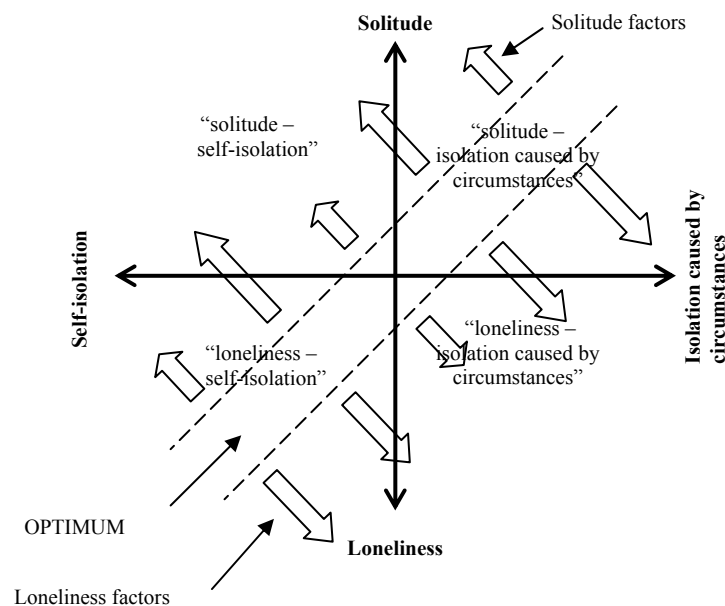 Solitude
Solitude factors
“solitude –
self-isolation”
“solitude –
isolation caused by
circumstances”
Self-isolation
Isolation caused by
circumstances
“loneliness –
self-isolation”
“loneliness –
isolation caused by
circumstances”
OPTIMUM
Loneliness
Loneliness factors